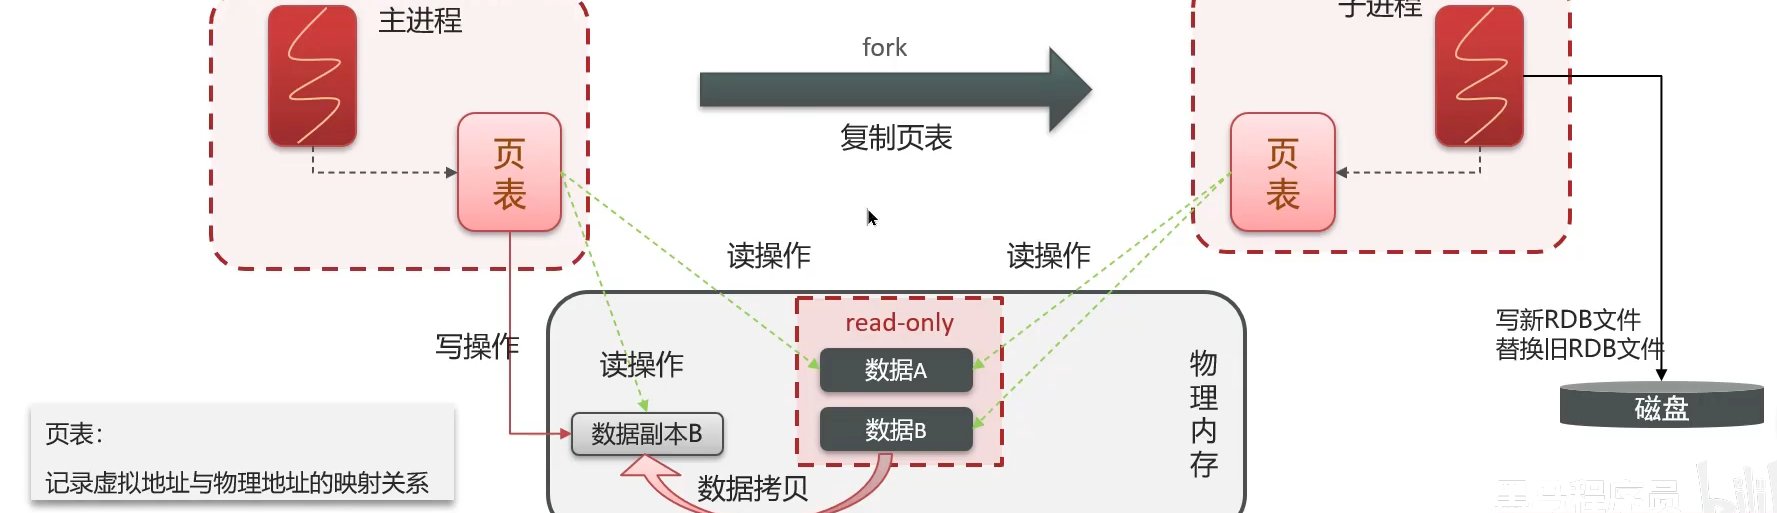 主进程
子进程
fork
复制页表
页
表
页
表
读操作
读操作
写操作
读操作
read-only
数据A
数据B
数据副本B
数据拷贝
物
理
内
存
写新RDB文件
替换旧RDB文件
磁盘
页表：
记录虚拟地址与物理地址的映射关系